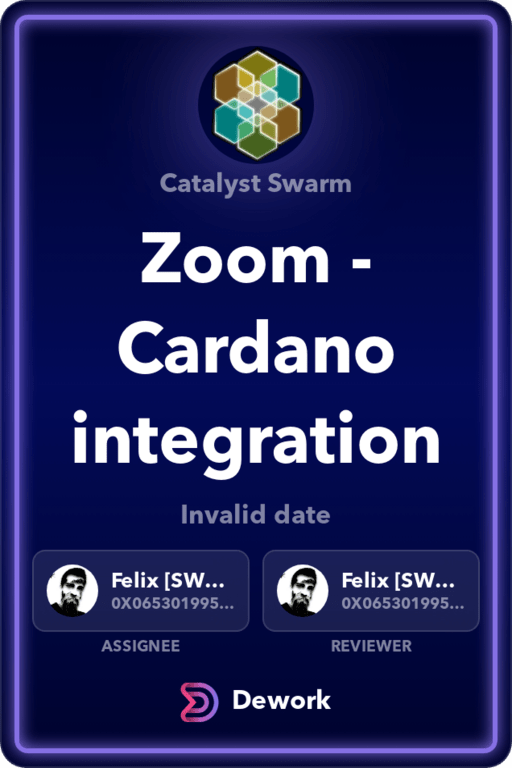 Catalyst Swarm
Zoom -
Cardano
integration
Invalid date
Felix [SW...
0X065301995...
ASSIGNEE
Felix [SW...
0X065301995...
REVIEWER
Dework